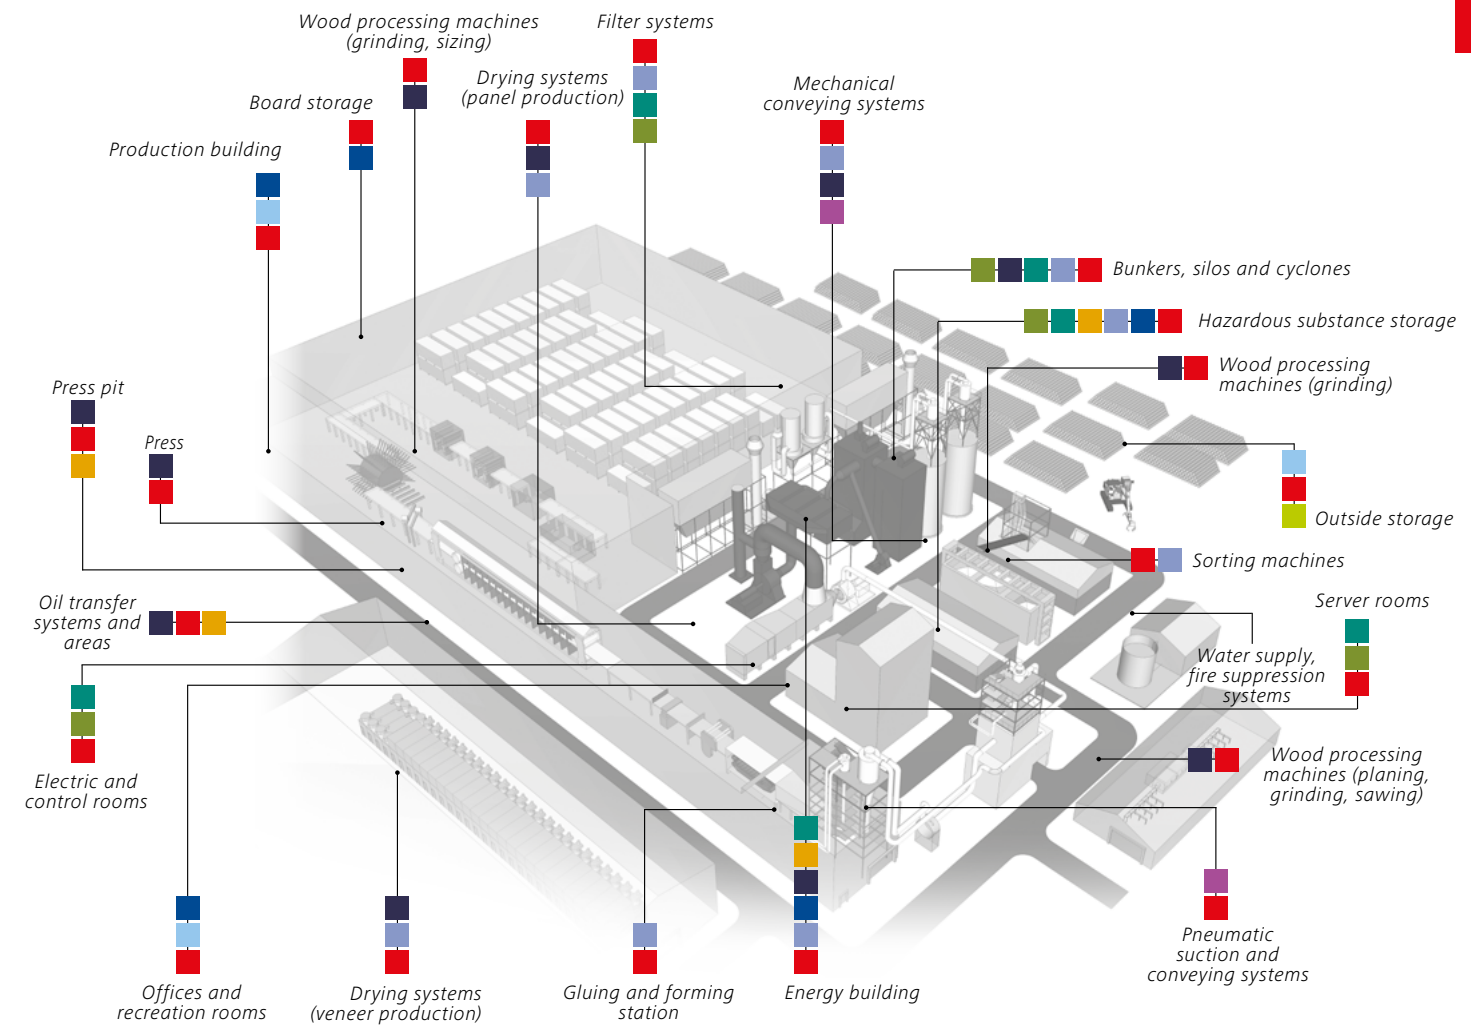 Wood processing machines
(grinding, sizing)
Filter systems
Drying systems
(panel production)
Mechanical
conveying systems
Board storage
Production building
Bunkers, silos and cyclones
Hazardous substance storage
Wood processing
machines (grinding)
Press pit
Press
Outside storage
Sorting machines
Oil transfer
systems and
areas
Server rooms
Water supply,
fire suppression
systems
Electric and
control rooms
Wood processing
machines (planing,
grinding, sawing)
Pneumatic
suction and
conveying systems
Offices and
recreation rooms
Drying systems
(veneer production)
Gluing and forming
station
Energy building